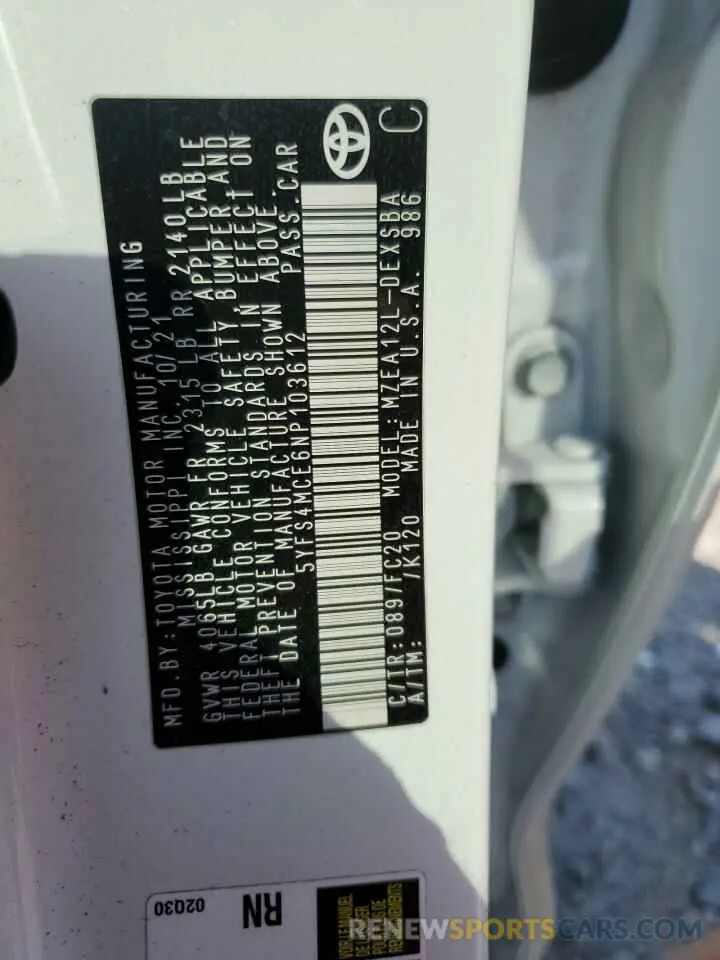 MFD.BY:TOYOTA MOTOR MANUFACTURING
MISSISSIPPI INC. 10/21
GVWR 4065LB GAWR FR 2315 LB RR 2140LB
THIS VEHICLE CONFORMS TO ALL APPLICABLE
FEDERAL MOTOR VEHICLE SAFETY, BUMPER, AND
THEFT PREVENTION STANDARDS IN EFFECT ON
THE DATE OF MANUFACTURE SHOWN ABOVE.
5YFS4MCE6NP103612 PASS.CAR
C/TR:089/FC20 MODEL:MZEA12L-DEXSBA
A/TM: /K120 MADE IN U.S.A. 986
C
02Q30
RN
VOIR LE MANUEL
RENEWSPORTSCARS.COM